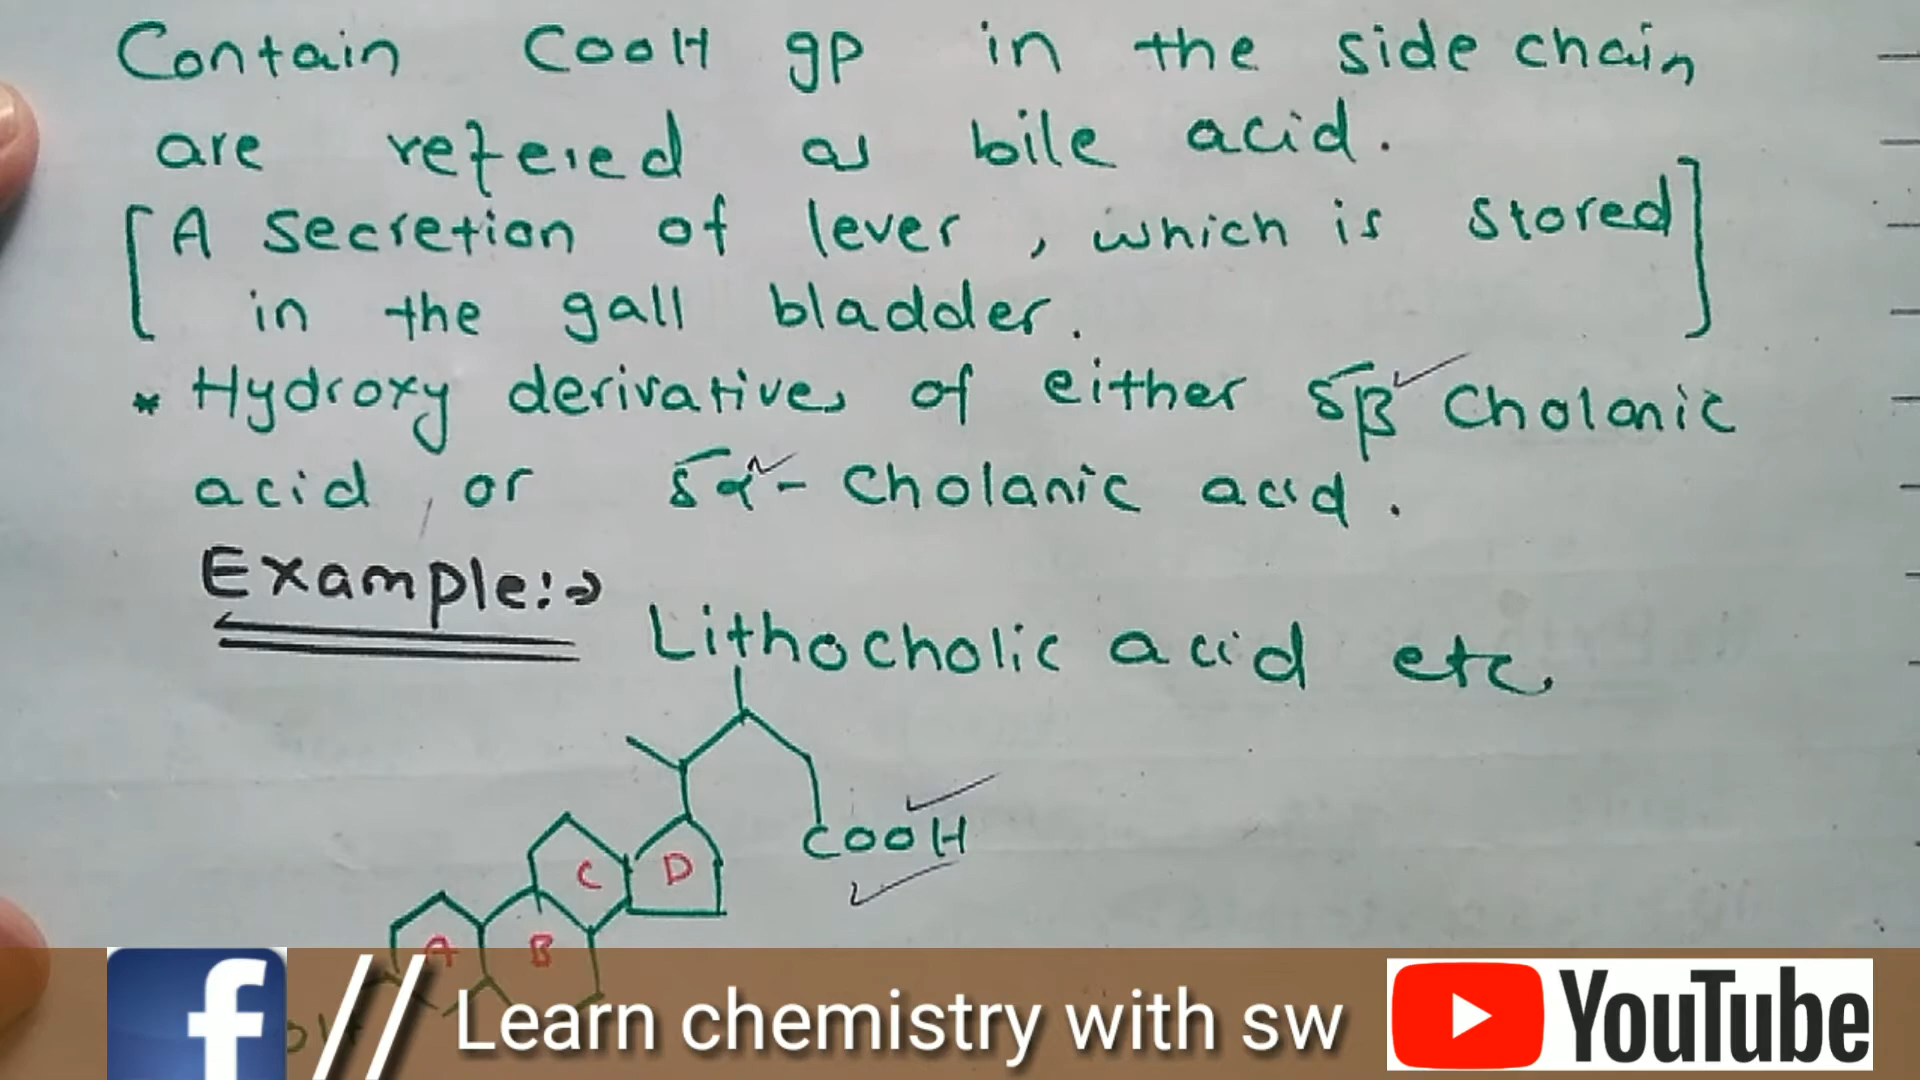 Contain COOH gp in the side chain
are refered as bile acid.
[A secretion of lever, which is stored]
in the gall bladder.
* Hydroxy derivatives of either 5β Cholanic
acid, or 5α- Cholanic acid.
Example:→
Lithocholic acid etc.
COOH
C D
A B
f // Learn chemistry with sw YouTube